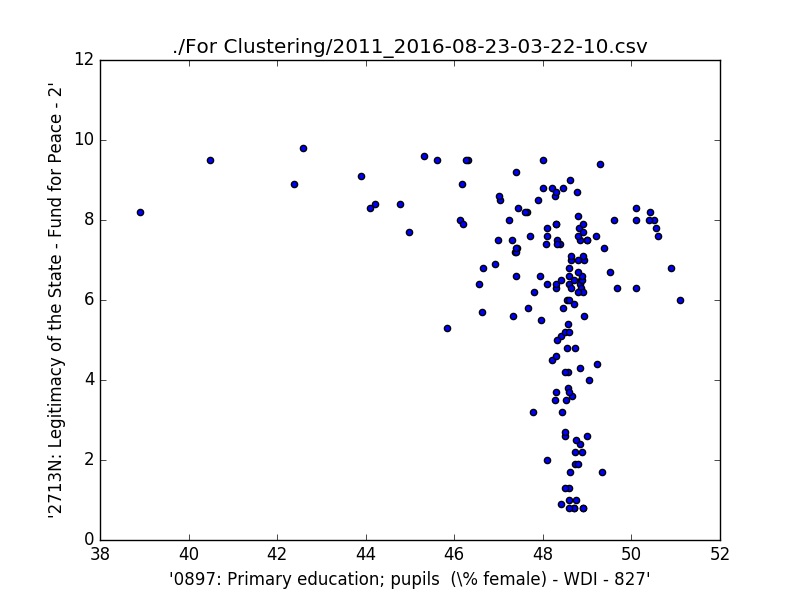 ./For Clustering/2011_2016-08-23-03-22-10.csv
'2713N: Legitimacy of the State - Fund for Peace - 2'
12
10
8
6
4
2
0
38 40 42 44 46 48 50 52
'0897: Primary education; pupils  (\% female) - WDI - 827'